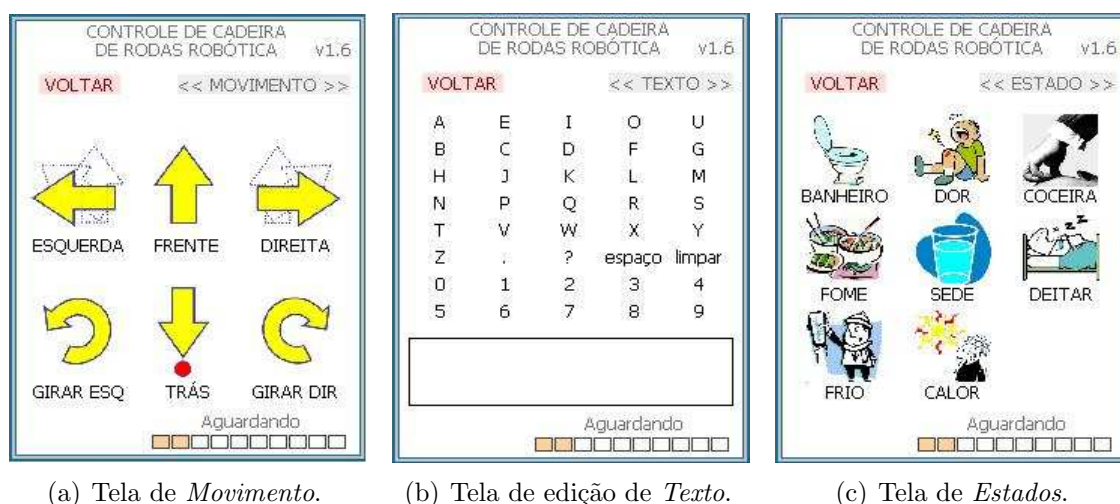 CONTROLE DE CADEIRA
DE RODAS ROBÓTICA v1.6
VOLTAR << MOVIMENTO >>
ESQUERDA FRENTE DIREITA
GIRAR ESQ TRÁS GIRAR DIR
Aguardando
(a) Tela de Movimento.
CONTROLE DE CADEIRA
DE RODAS ROBÓTICA v1.6
VOLTAR << TEXTO >>
A E I O U
B C D F G
H J K L M
N P Q R S
T V W X Y
Z . ? espaço limpar
0 1 2 3 4
5 6 7 8 9
Aguardando
(b) Tela de edição de Texto.
CONTROLE DE CADEIRA
DE RODAS ROBÓTICA v1.6
VOLTAR << ESTADO >>
BANHEIRO DOR COCEIRA
z z z
FOME SEDE DEITAR
FRIO CALOR
Aguardando
(c) Tela de Estados.